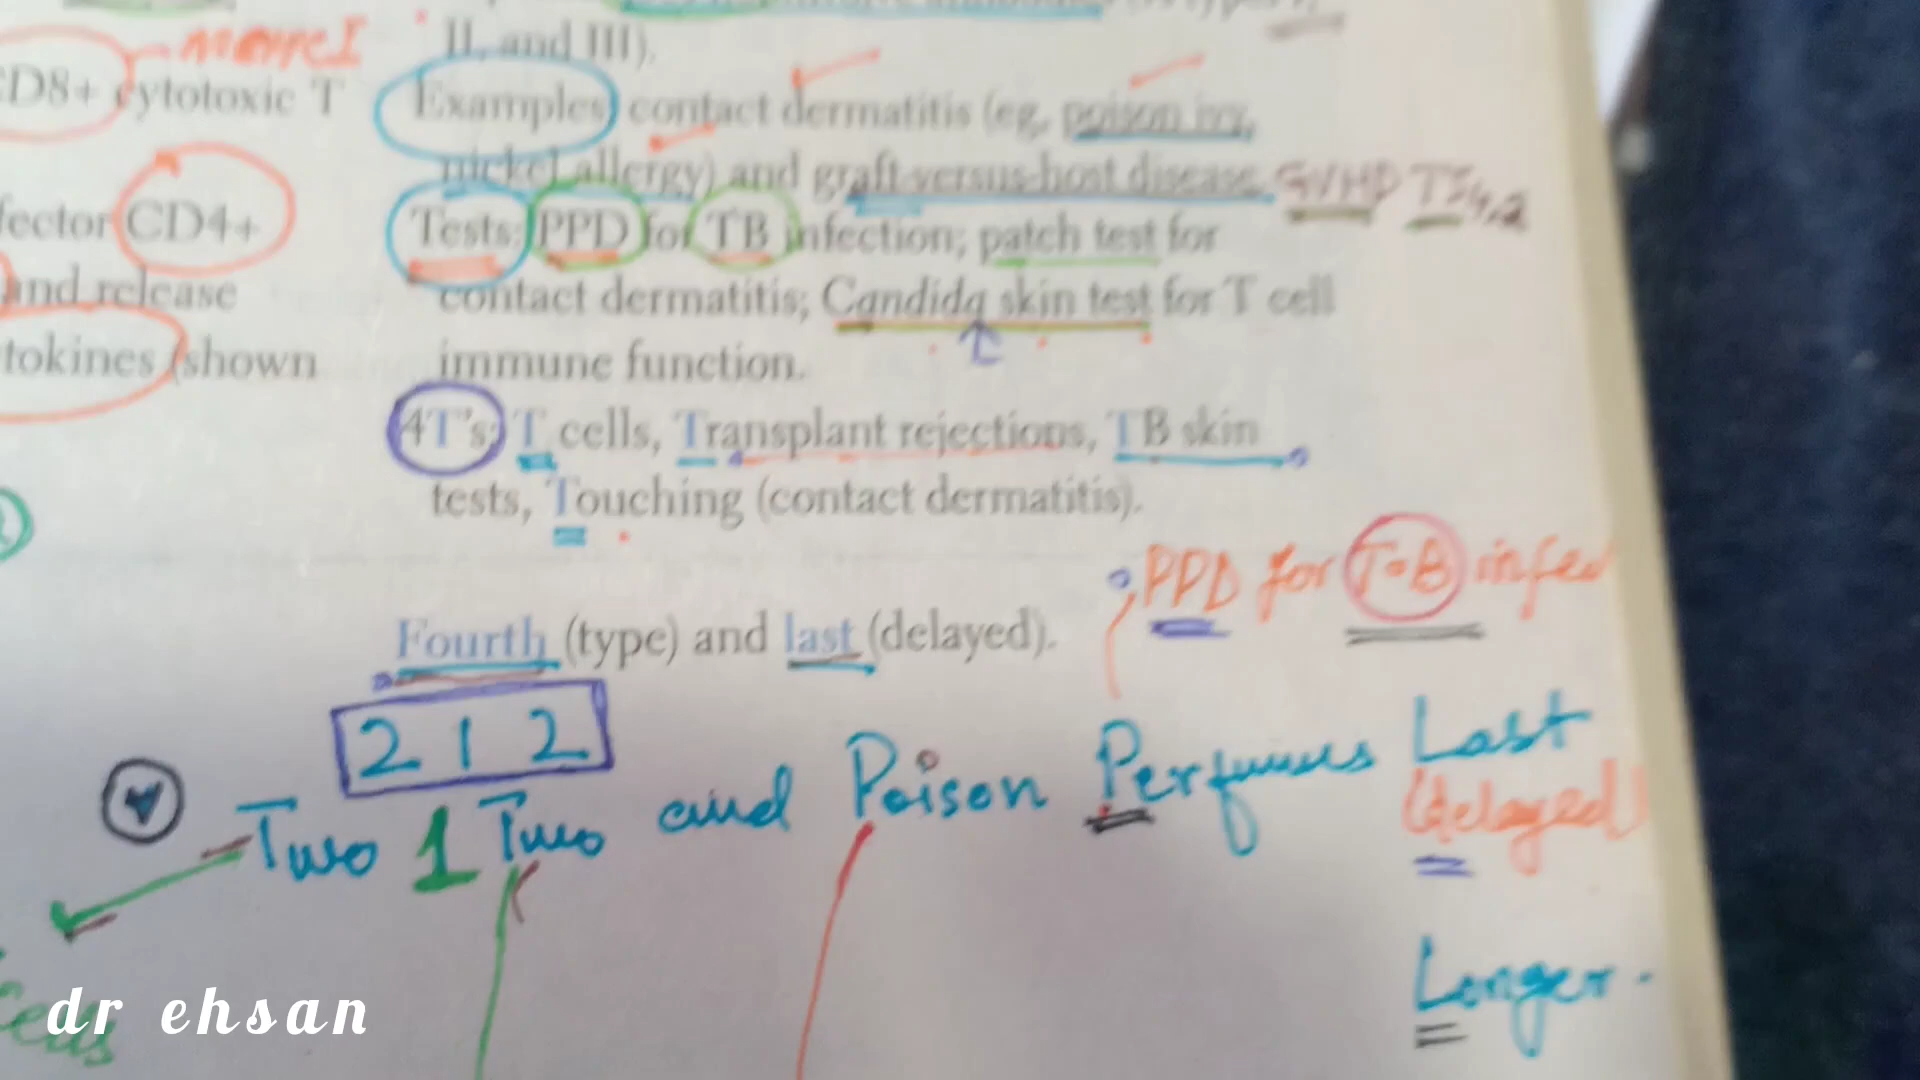 II, and III).
CD8+ cytotoxic T
Examples: contact dermatitis (eg, poison ivy,
nickel allergy) and graft-versus-host disease. GVHD
fector CD4+
Tests: PPD for TB infection; patch test for
and release
contact dermatitis; Candida skin test for T cell
tokines (shown
immune function.
4T's: T cells, Transplant rejections, TB skin
tests, Touching (contact dermatitis).
PPD for T-B infec
Fourth (type) and last (delayed).
2 1 2
Two 1 Two and Poison Perfumes Last
(delayed)
Longer.
dr ehsan